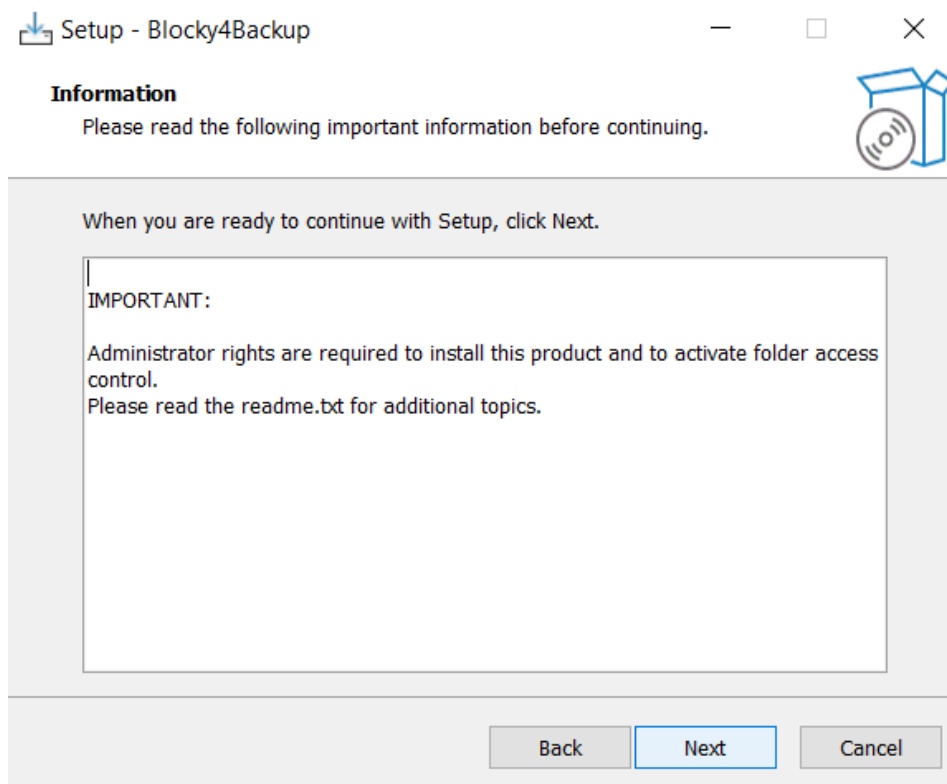 Setup - Blocky4Backup
Information
Please read the following important information before continuing.
When you are ready to continue with Setup, click Next.
IMPORTANT:
Administrator rights are required to install this product and to activate folder access
control.
Please read the readme.txt for additional topics.
Back
Next
Cancel